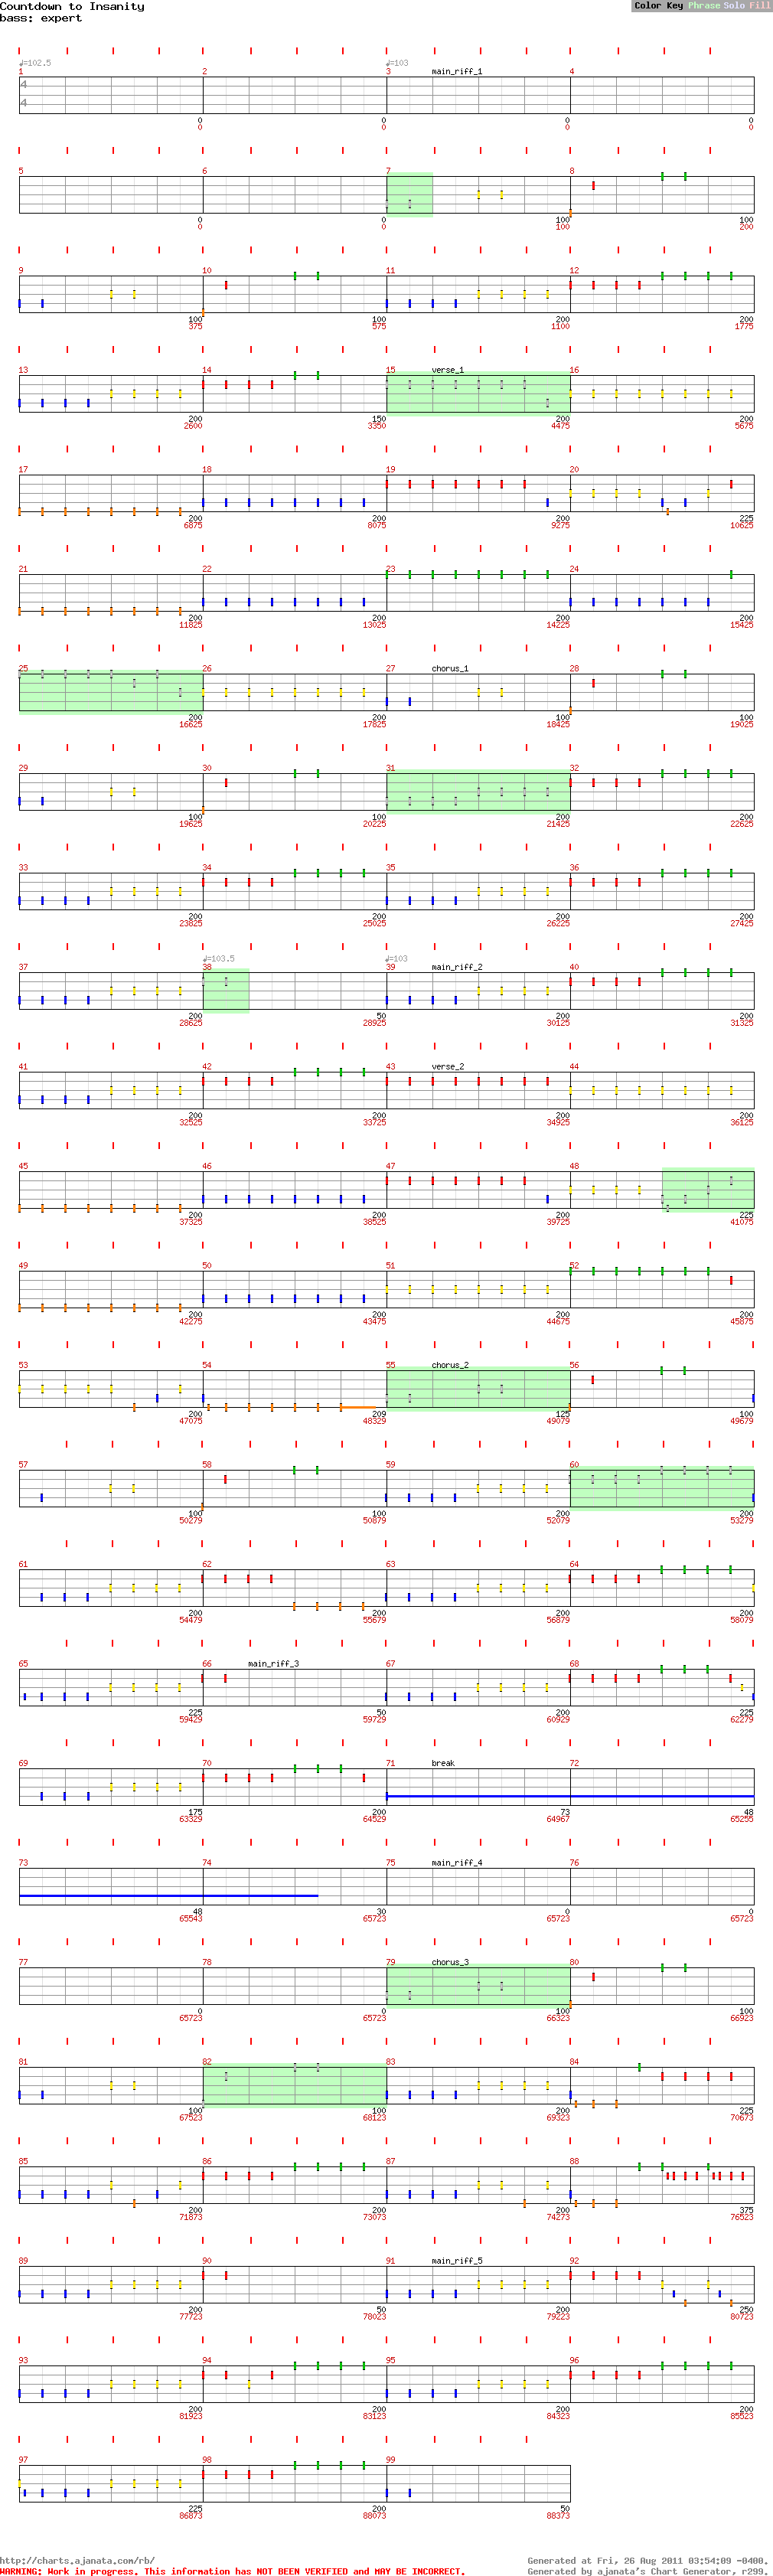 Countdown to Insanity
bass: expert
Color Key Phrase Solo Fill
♩=102.5 ♩=103
1 2 3 main_riff_1 4
4
4
0 0 0 0
0 0 0 0
5 6 7 8
0 0 100 100
0 0 100 200
9 10 11 12
100 100 200 200
375 575 1100 1775
13 14 15 verse_1 16
200 150 200 200
2600 3350 4475 5675
17 18 19 20
200 200 200 225
6875 8075 9275 10625
21 22 23 24
200 200 200 200
11825 13025 14225 15425
25 26 27 chorus_1 28
200 200 100 100
16625 17825 18425 19025
29 30 31 32
100 100 200 200
19625 20225 21425 22625
33 34 35 36
200 200 200 200
23825 25025 26225 27425
♩=103.5 ♩=103
37 38 39 main_riff_2 40
200 50 200 200
28625 28925 30125 31325
41 42 43 verse_2 44
200 200 200 200
32525 33725 34925 36125
45 46 47 48
200 200 200 225
37325 38525 39725 41075
49 50 51 52
200 200 200 200
42275 43475 44675 45875
53 54 55 chorus_2 56
200 209 125 100
47075 48329 49079 49679
57 58 59 60
100 100 200 200
50279 50879 52079 53279
61 62 63 64
200 200 200 200
54479 55679 56879 58079
65 66 main_riff_3 67 68
225 50 200 200
59429 59729 60929 62279
69 70 71 break 72
175 200 73 48
63329 64529 64967 65255
73 74 75 main_riff_4 76
48 30 0 0
65543 65723 65723 65723
77 78 79 chorus_3 80
0 0 100 100
65723 65723 66323 66923
81 82 83 84
100 100 200 225
67523 68123 69323 70673
85 86 87 88
200 200 200 375
71873 73073 74273 76523
89 90 91 main_riff_5 92
200 50 200 250
77723 78023 79223 80723
93 94 95 96
200 200 200 200
81923 83123 84323 85523
97 98 99
225 200 50
86873 88073 88373
http://charts.ajanata.com/rb/ Generated at Fri, 26 Aug 2011 03:54:09 -0400.
WARNING: Work in progress. This information has NOT BEEN VERIFIED and MAY BE INCORRECT. Generated by ajanata's Chart Generator, r299.